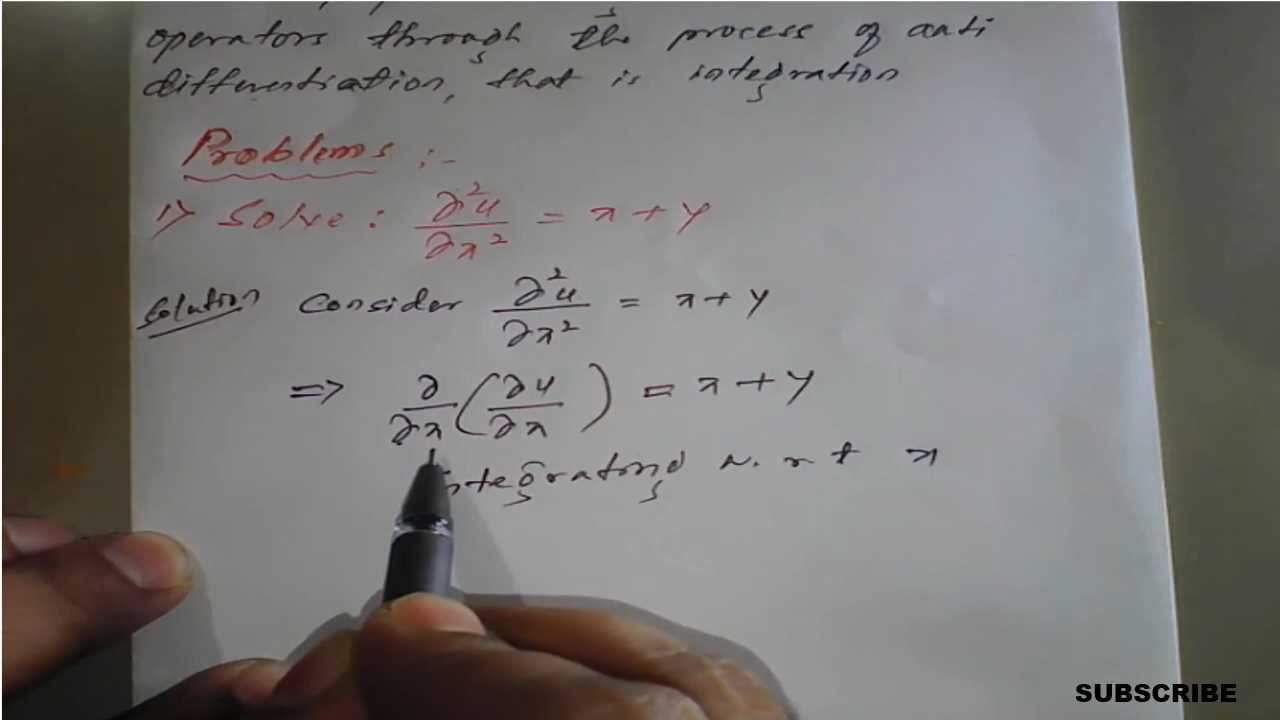 operators through the process of anti
differentiation, that is integration
Problems :-
1> Solve : ∂²u/∂x² = x + y
Solution Consider ∂²u/∂x² = x + y
=> ∂/∂x (∂u/∂x) = x + y
integrating w.r.t x
SUBSCRIBE